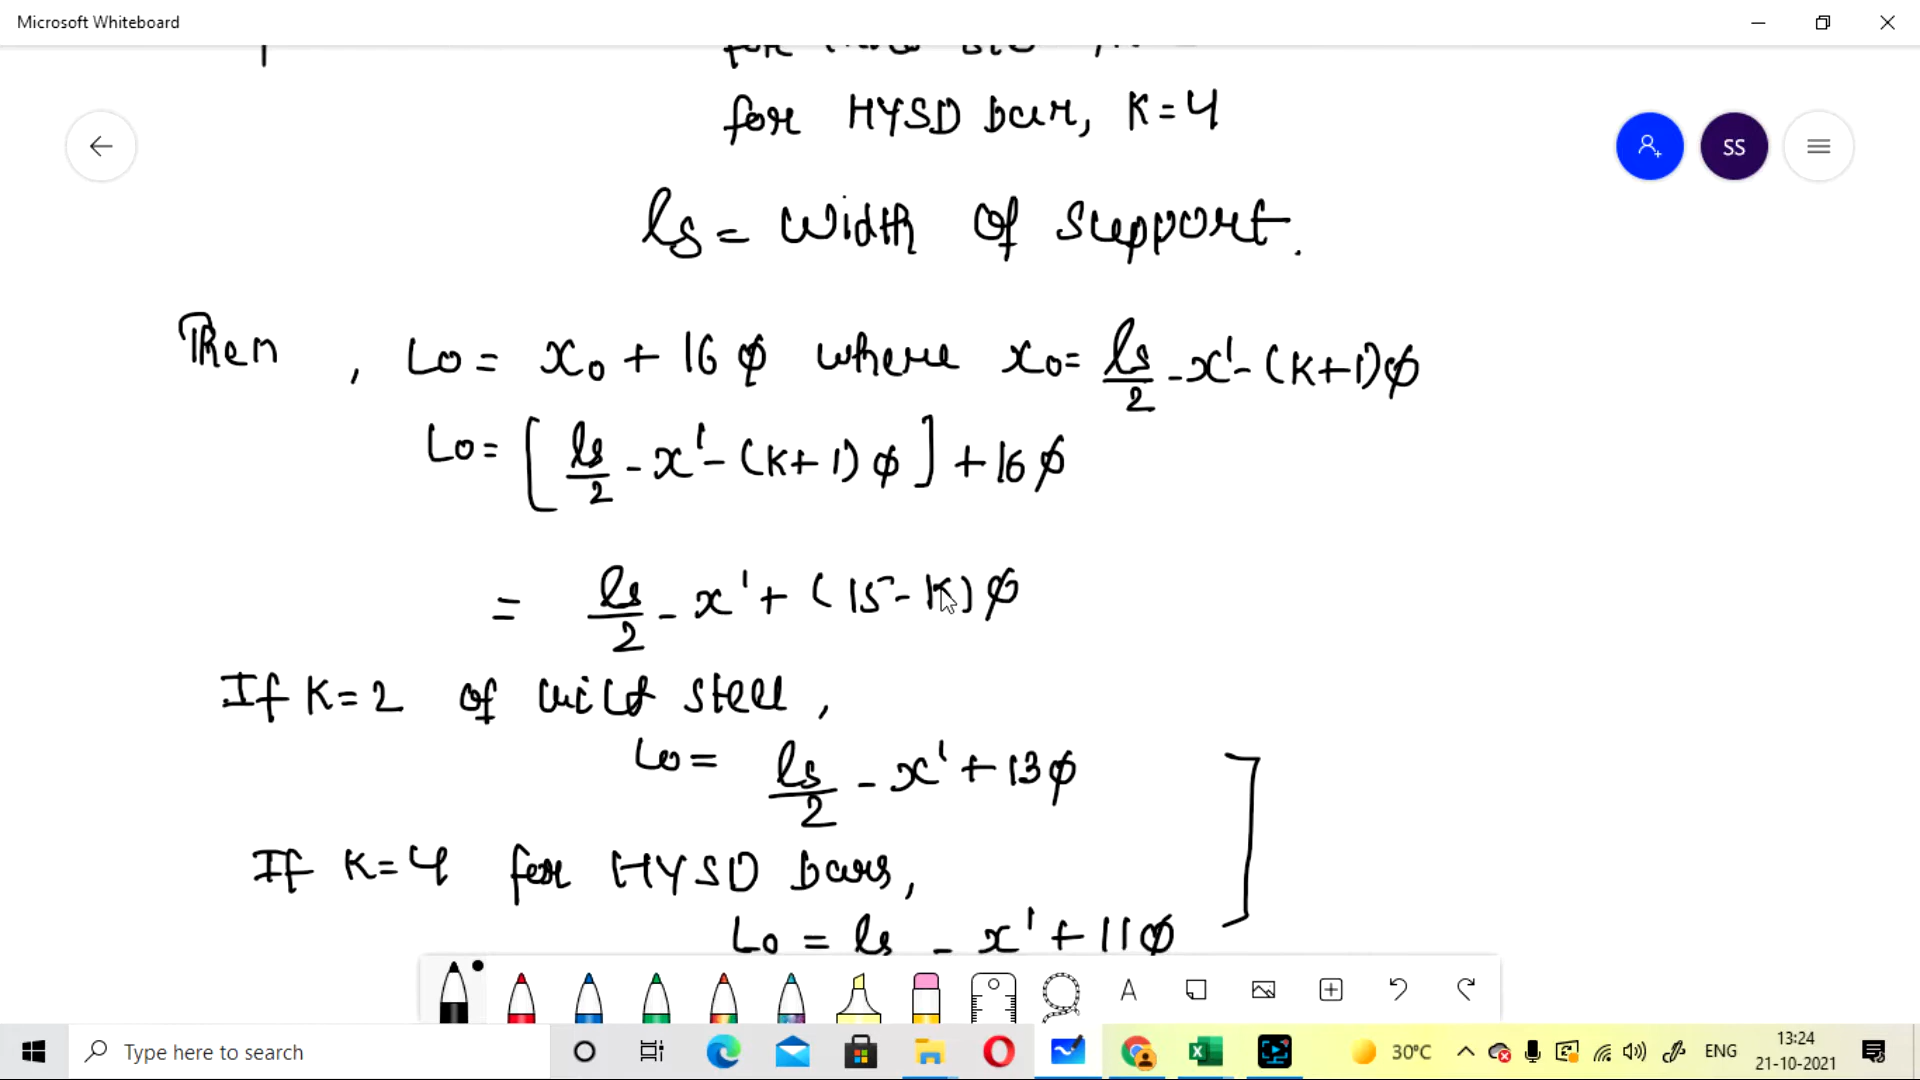 Microsoft Whiteboard
for HYSD bar, K=4
ls = Width of support.
Then, Lo = x₀ + 16 φ where x₀ = ls/2 - x' - (K+1)φ
Lo = [ls/2 - x' - (K+1) φ] + 16 φ
= ls/2 - x' + (15 - K) φ
If K=2 of mild steel,
Lo = ls/2 - x' + 13 φ
If K=4 for HYSD bars,
Lo = ls - x' + 11 φ
SS
A
Type here to search
30°C
ENG
13:24
21-10-2021